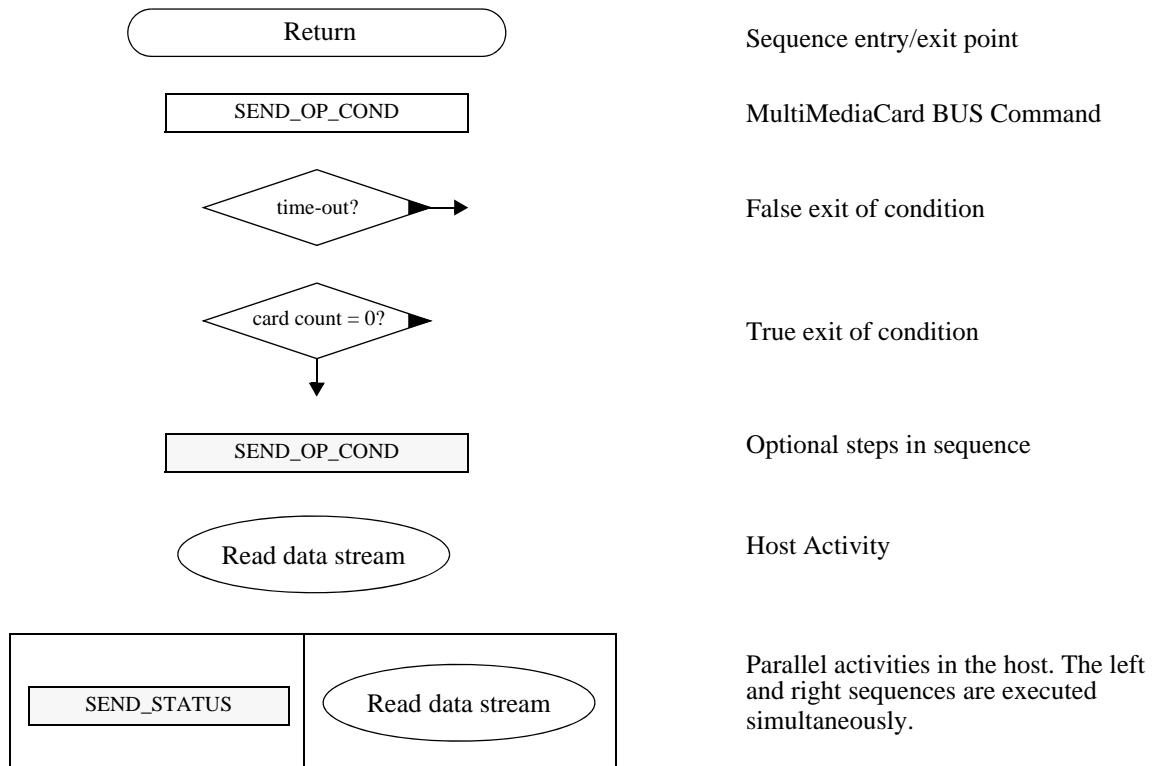 Return
Sequence entry/exit point
SEND_OP_COND
MultiMediaCard BUS Command
time-out?
False exit of condition
card count = 0?
True exit of condition
SEND_OP_COND
Optional steps in sequence
Read data stream
Host Activity
SEND_STATUS
Read data stream
Parallel activities in the host. The left
and right sequences are executed
simultaneously.